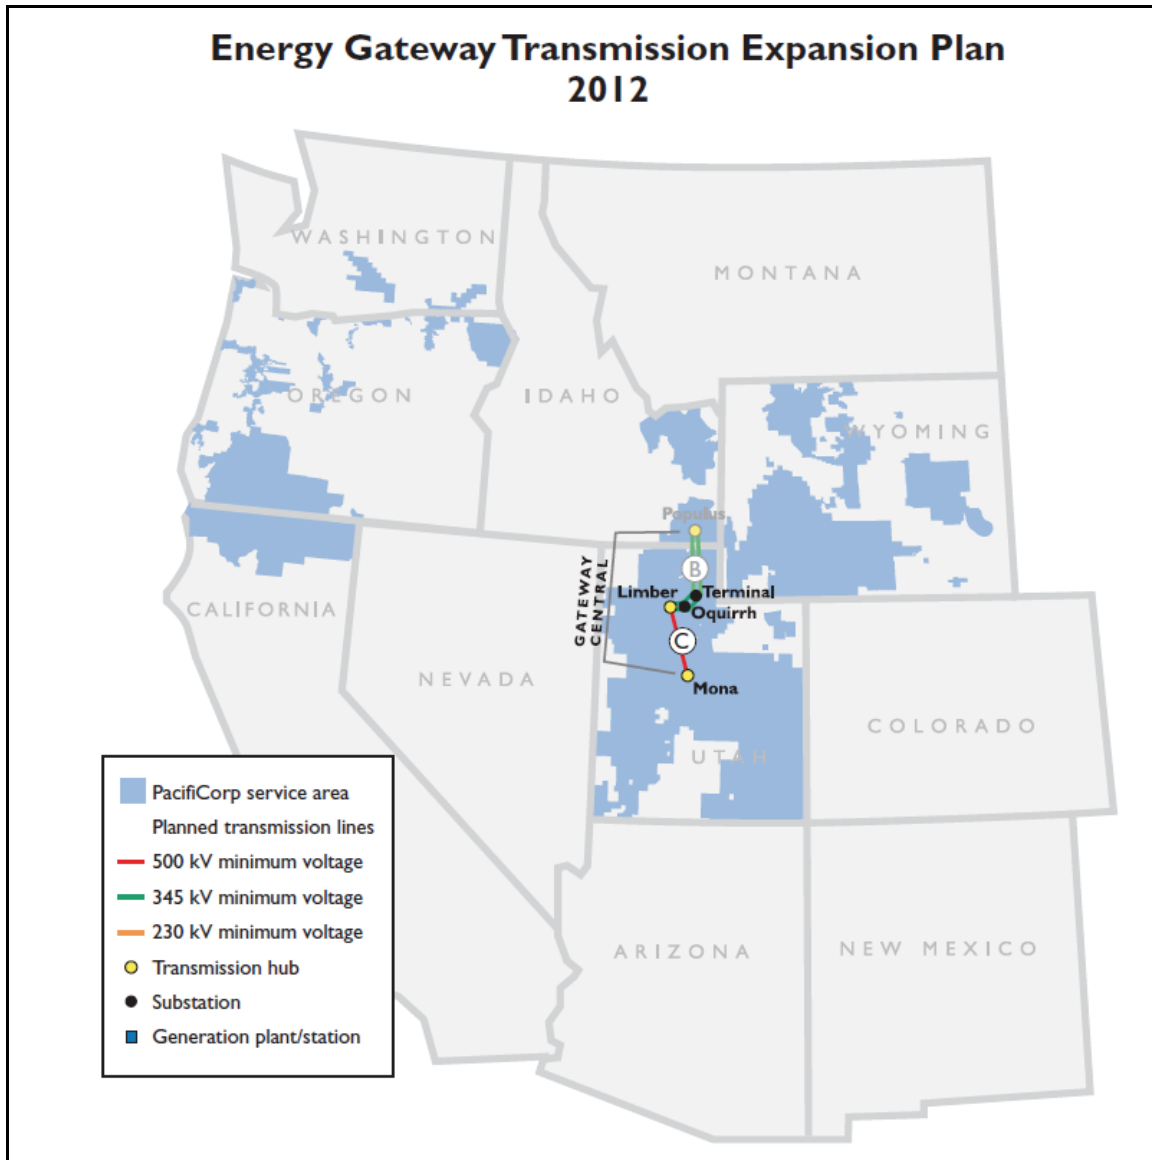 Energy Gateway Transmission Expansion Plan
2012
WASHINGTON
MONTANA
OREGON
IDAHO
WYOMING
Populus
B
GATEWAY
CENTRAL
Limber
Terminal
Oquirrh
CALIFORNIA
C
NEVADA
Mona
COLORADO
UTAH
PacifiCorp service area
Planned transmission lines
500 kV minimum voltage
345 kV minimum voltage
230 kV minimum voltage
Transmission hub
Substation
Generation plant/station
ARIZONA
NEW MEXICO